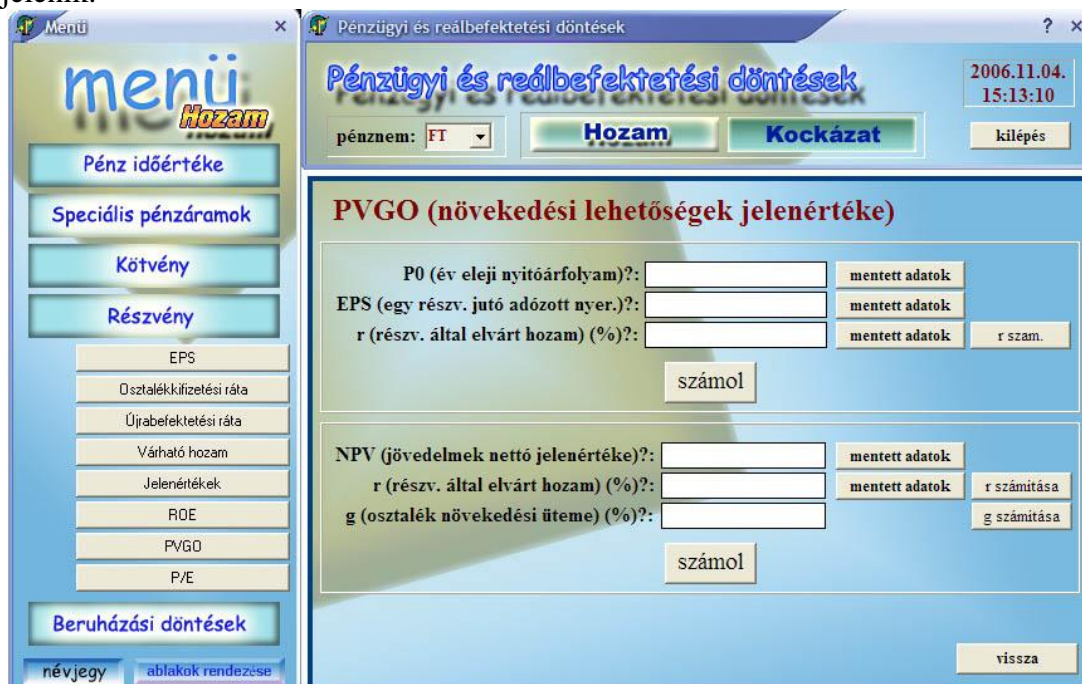 jelenik.
Menü
menü
Hozam
Pénz időértéke
Speciális pénzáramok
Kötvény
Részvény
EPS
Osztalékkifizetési ráta
Újrabefektetési ráta
Várható hozam
Jelenértékek
ROE
PVGO
P/E
Beruházási döntések
névjegy ablakok rendezése
Pénzügyi és reálbefektetési döntések
Pénzügyi és reálbefektetési döntések
2006.11.04.
15:13:10
pénznem: FT Hozam Kockázat kilépés
PVGO (növekedési lehetőségek jelenértéke)
P0 (év eleji nyitóárfolyam)?: mentett adatok
EPS (egy részv. jutó adózott nyer.)?: mentett adatok
r (részv. által elvárt hozam) (%)?: mentett adatok r szam.
számol
NPV (jövedelmek nettó jelenértéke)?: mentett adatok
r (részv. által elvárt hozam) (%)?: mentett adatok r számítása
g (osztalék növekedési üteme) (%)?: g számítása
számol
vissza